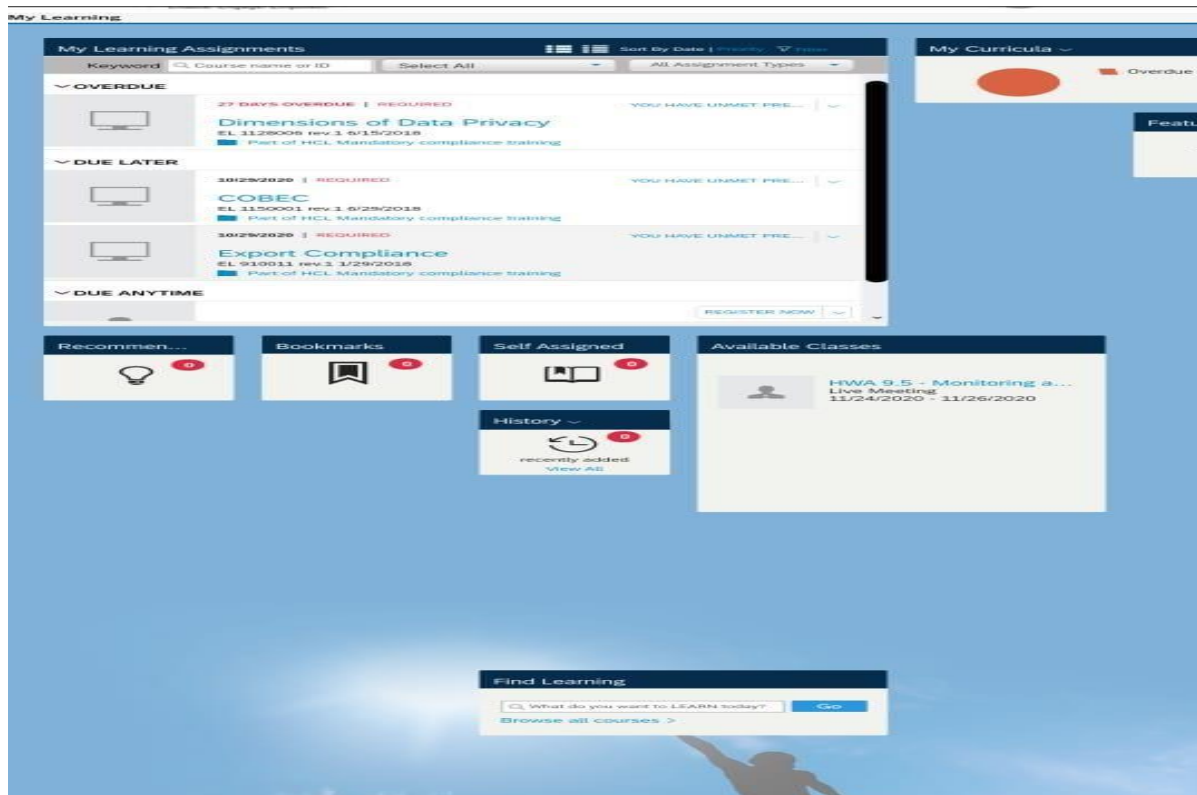 My Learning
My Learning Assignments
Sort By Date | Priority Filter
My Curricula
Keyword Course name or ID Select All All Assignment Types
Overdue
OVERDUE
27 DAYS OVERDUE | REQUIRED YOU HAVE UNMET PRE...
Dimensions of Data Privacy
EL 1128006 rev.1 6/15/2018
Part of HCL Mandatory compliance training
Featu
DUE LATER
10/29/2020 | REQUIRED YOU HAVE UNMET PRE...
COBEC
EL 1150001 rev.1 6/29/2018
Part of HCL Mandatory compliance training
10/29/2020 | REQUIRED YOU HAVE UNMET PRE...
Export Compliance
EL 910011 rev.1 1/29/2018
Part of HCL Mandatory compliance training
DUE ANYTIME
REGISTER NOW
Recommen...
0
Bookmarks
0
Self Assigned
0
Available Classes
HWA 9.5 - Monitoring a...
Live Meeting
11/24/2020 - 11/26/2020
History
0
recently added
View All
Find Learning
What do you want to LEARN today? Go
Browse all courses >